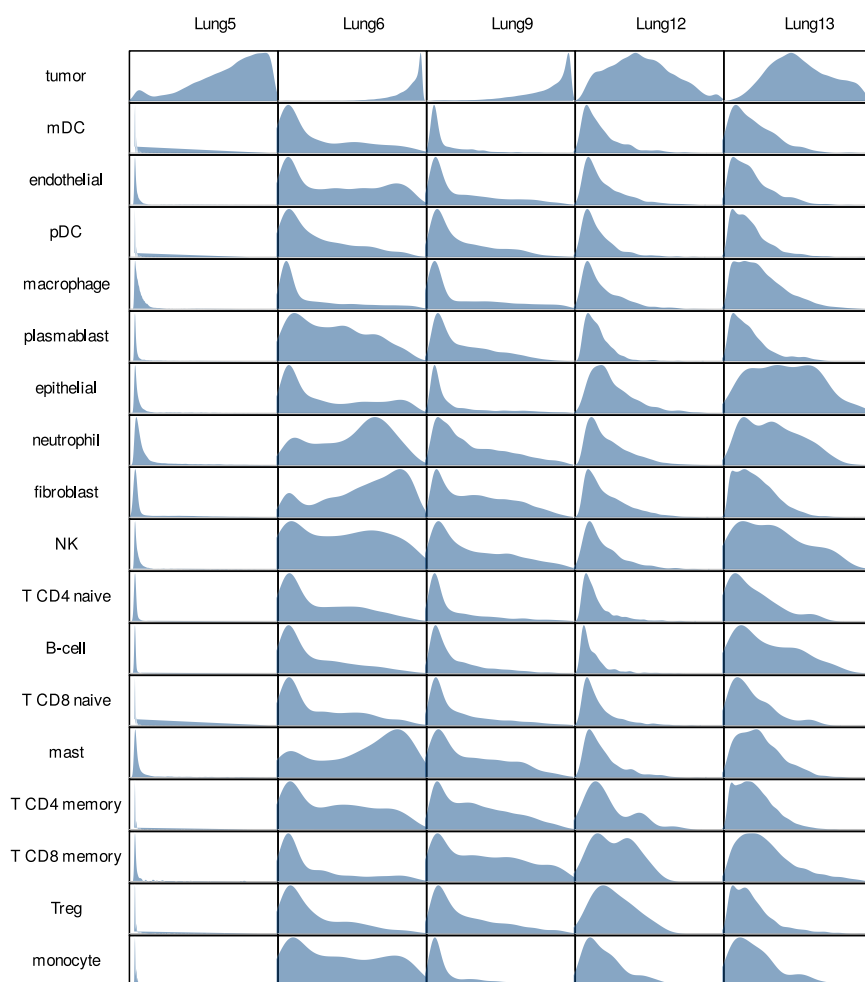 Lung5 Lung6 Lung9 Lung12 Lung13
tumor
mDC
endothelial
pDC
macrophage
plasmablast
epithelial
neutrophil
fibroblast
NK
T CD4 naive
B-cell
T CD8 naive
mast
T CD4 memory
T CD8 memory
Treg
monocyte